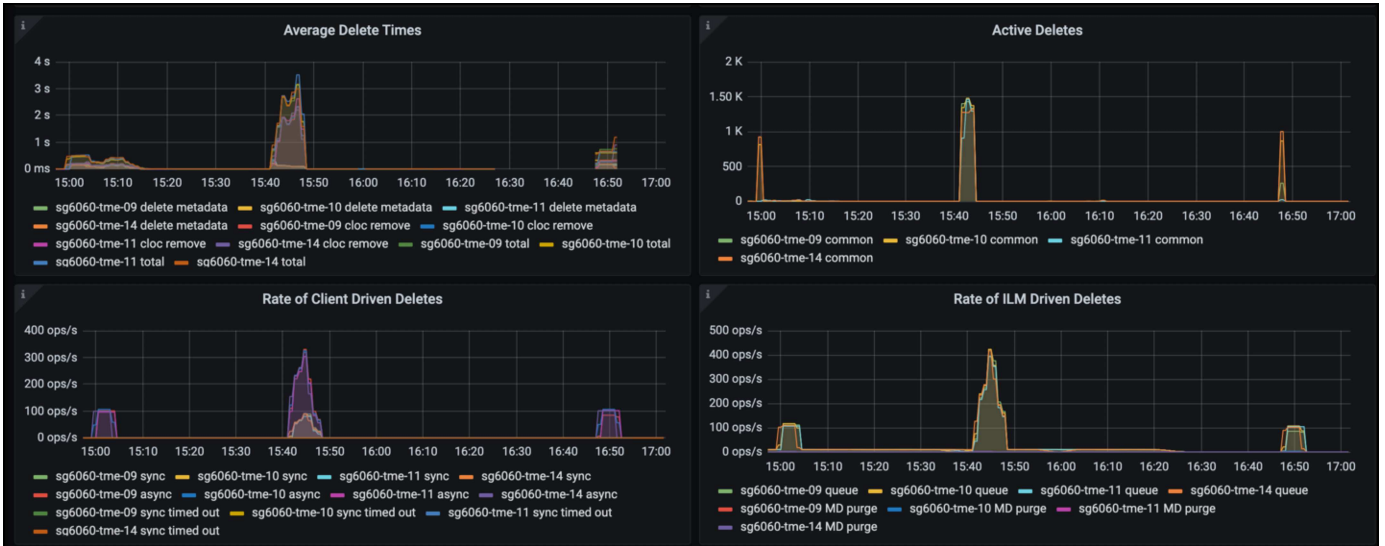 Average Delete Times
4 s
3 s
2 s
1 s
0 ms
15:00 15:10 15:20 15:30 15:40 15:50 16:00 16:10 16:20 16:30 16:40 16:50 17:00
sg6060-tme-09 delete metadata sg6060-tme-10 delete metadata sg6060-tme-11 delete metadata
sg6060-tme-14 delete metadata sg6060-tme-09 cloc remove sg6060-tme-10 cloc remove
sg6060-tme-11 cloc remove sg6060-tme-14 cloc remove sg6060-tme-09 total sg6060-tme-10 total
sg6060-tme-11 total sg6060-tme-14 total
Active Deletes
2 K
1.50 K
1 K
500
0
15:00 15:10 15:20 15:30 15:40 15:50 16:00 16:10 16:20 16:30 16:40 16:50 17:00
sg6060-tme-09 common sg6060-tme-10 common sg6060-tme-11 common
sg6060-tme-14 common
Rate of Client Driven Deletes
400 ops/s
300 ops/s
200 ops/s
100 ops/s
0 ops/s
15:00 15:10 15:20 15:30 15:40 15:50 16:00 16:10 16:20 16:30 16:40 16:50 17:00
sg6060-tme-09 sync sg6060-tme-10 sync sg6060-tme-11 sync sg6060-tme-14 sync
sg6060-tme-09 async sg6060-tme-10 async sg6060-tme-11 async sg6060-tme-14 async
sg6060-tme-09 sync timed out sg6060-tme-10 sync timed out sg6060-tme-11 sync timed out
sg6060-tme-14 sync timed out
Rate of ILM Driven Deletes
500 ops/s
400 ops/s
300 ops/s
200 ops/s
100 ops/s
0 ops/s
15:00 15:10 15:20 15:30 15:40 15:50 16:00 16:10 16:20 16:30 16:40 16:50 17:00
sg6060-tme-09 queue sg6060-tme-10 queue sg6060-tme-11 queue sg6060-tme-14 queue
sg6060-tme-09 MD purge sg6060-tme-10 MD purge sg6060-tme-11 MD purge
sg6060-tme-14 MD purge